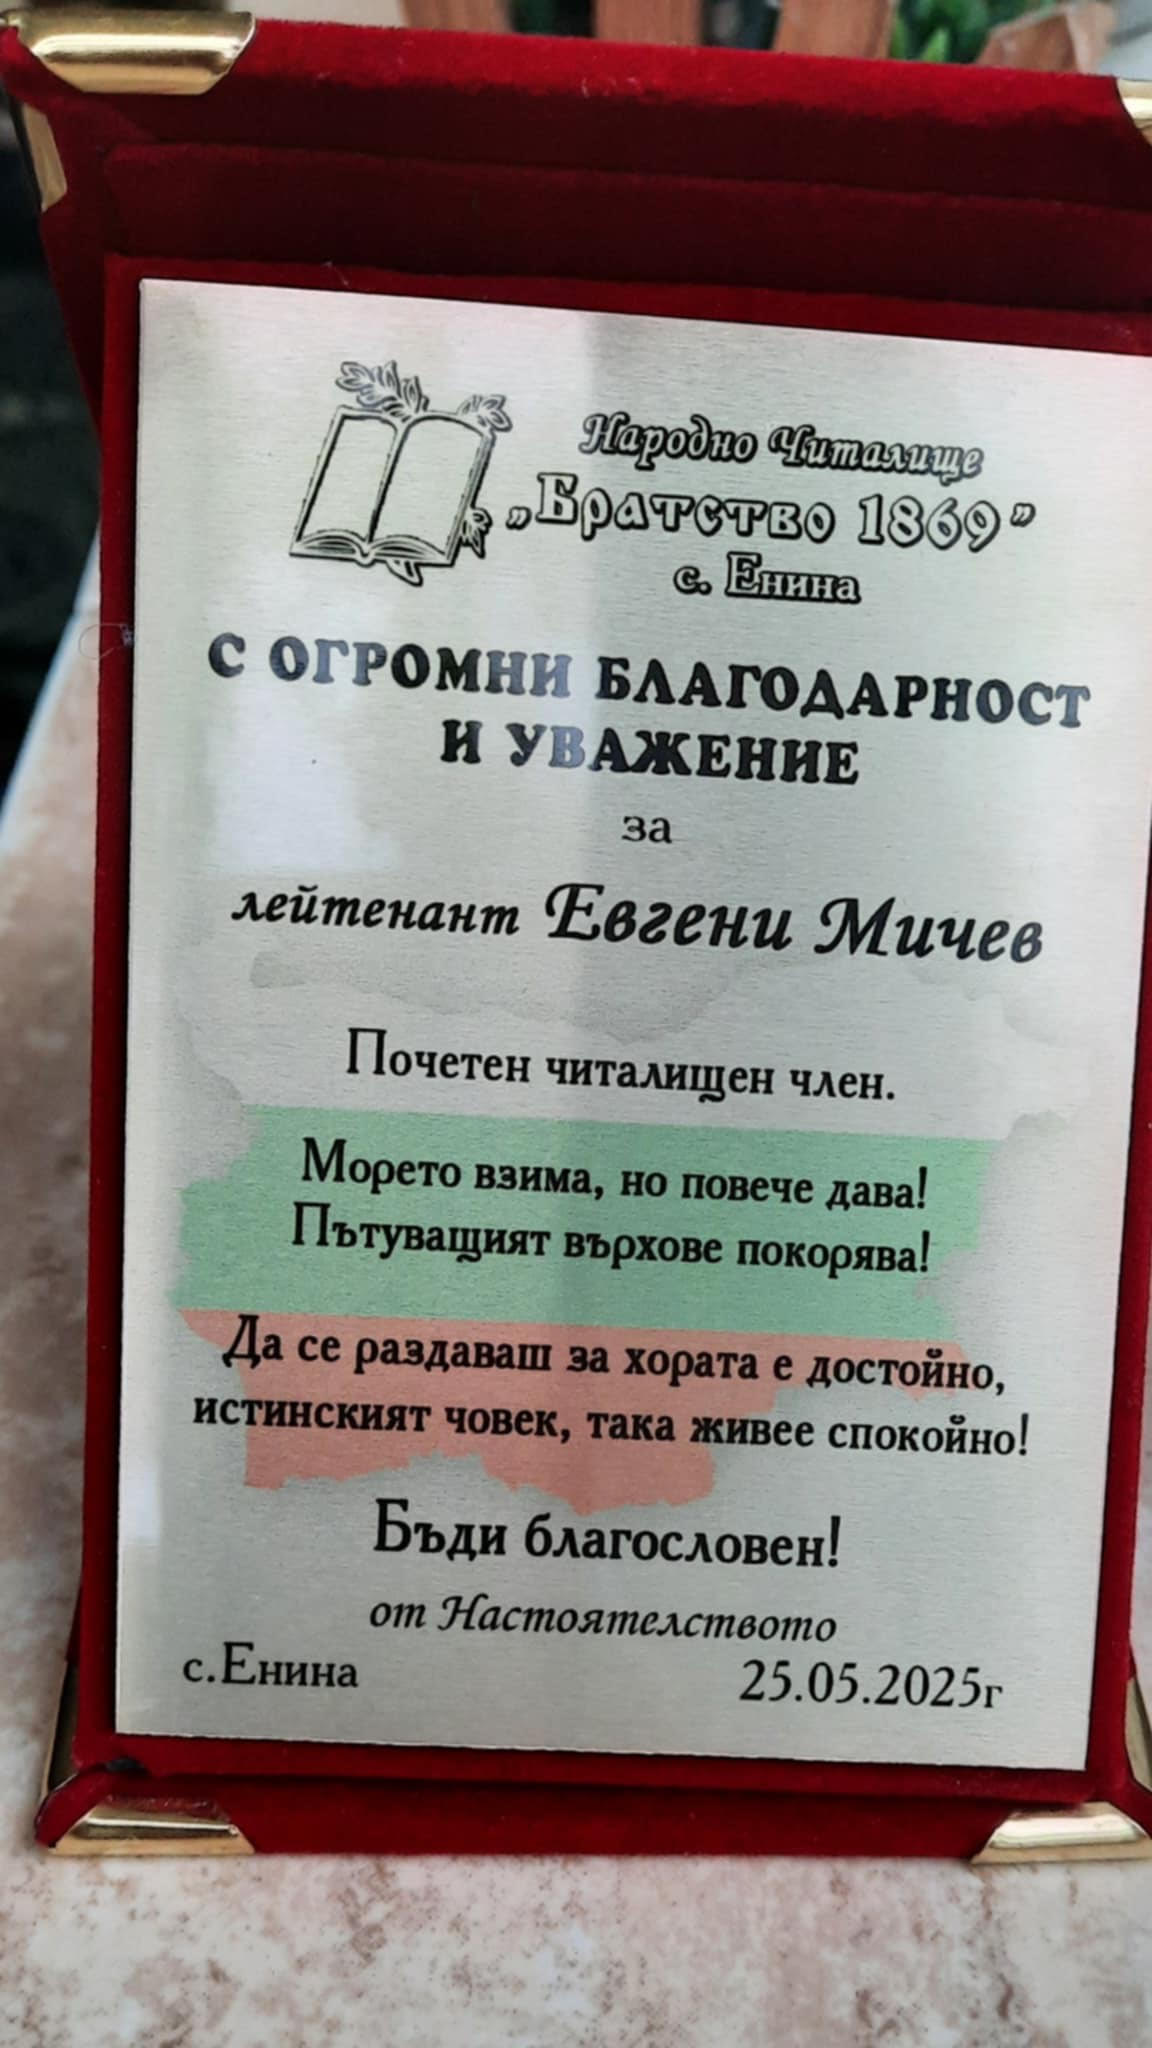 Народно Читалище
„Братство 1869”
с. Енина
С ОГРОМНИ БЛАГОДАРНОСТ
И УВАЖЕНИЕ
за
лейтенант Евгени Мичев
Почетен читалищен член.
Морето взима, но повече дава!
Пътуващият върхове покорява!
Да се раздаваш за хората е достойно,
истинският човек, така живее спокойно!
Бъди благословен!
от Настоятелството
с.Енина 25.05.2025г